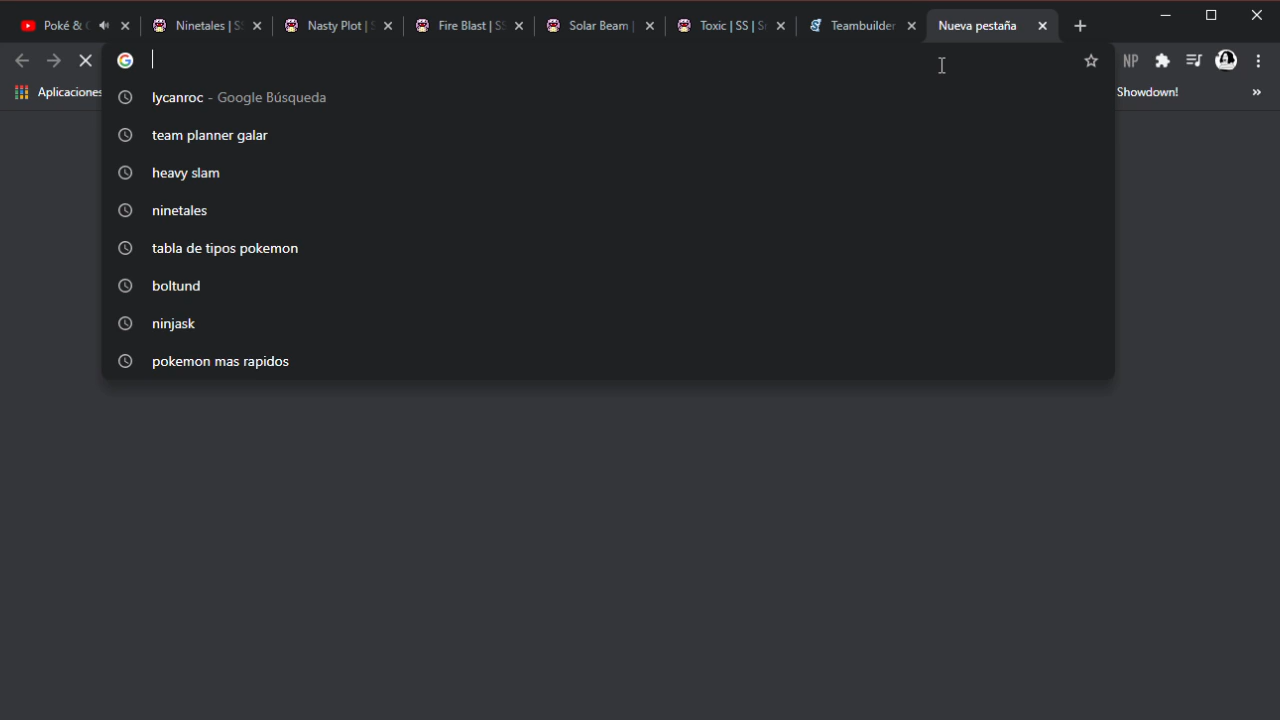 Poké &
Ninetales | S
Nasty Plot |
Fire Blast | S
Solar Beam |
Toxic | SS | S
Teambuilder
Nueva pestaña
NP
Aplicaciones
Showdown!
»
lycanroc - Google Búsqueda
team planner galar
heavy slam
ninetales
tabla de tipos pokemon
boltund
ninjask
pokemon mas rapidos